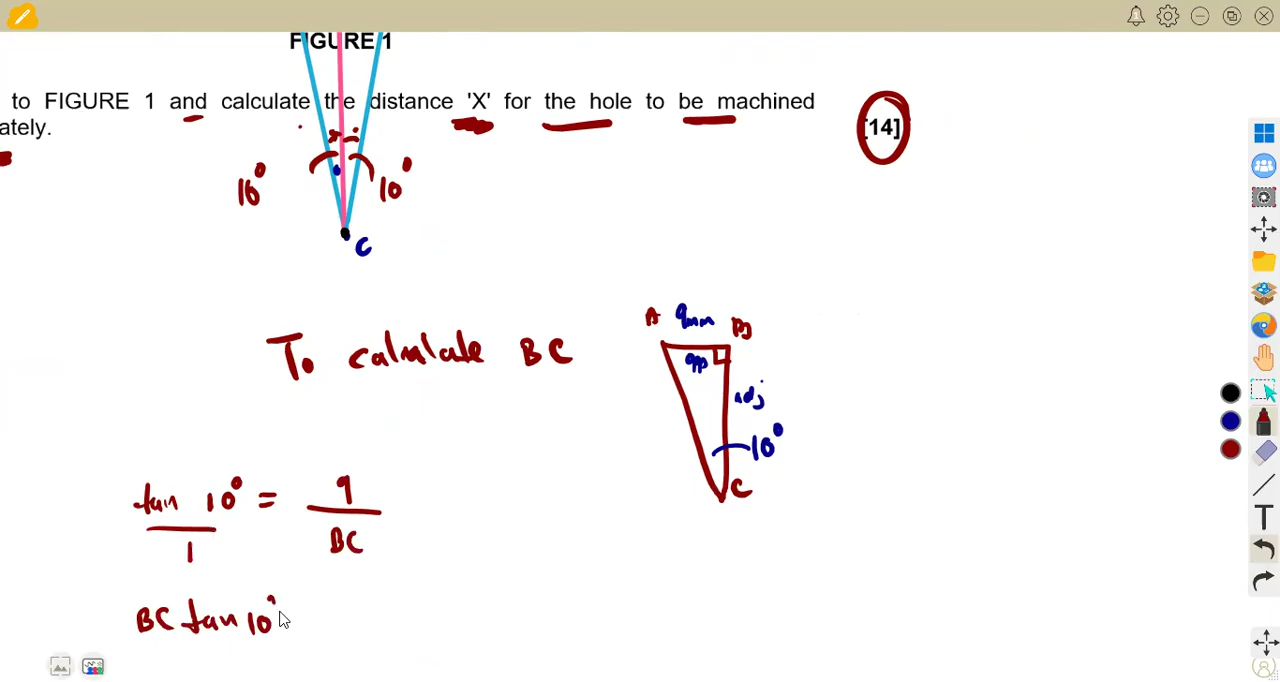 FIGURE 1
to FIGURE 1 and calculate the distance 'X' for the hole to be machined
ately.
[14]
10° 10°
C
To calculate BC
A 9mm B
opp
adj
10°
C
tan 10° = 9
1 BC
BC tan 10°
T